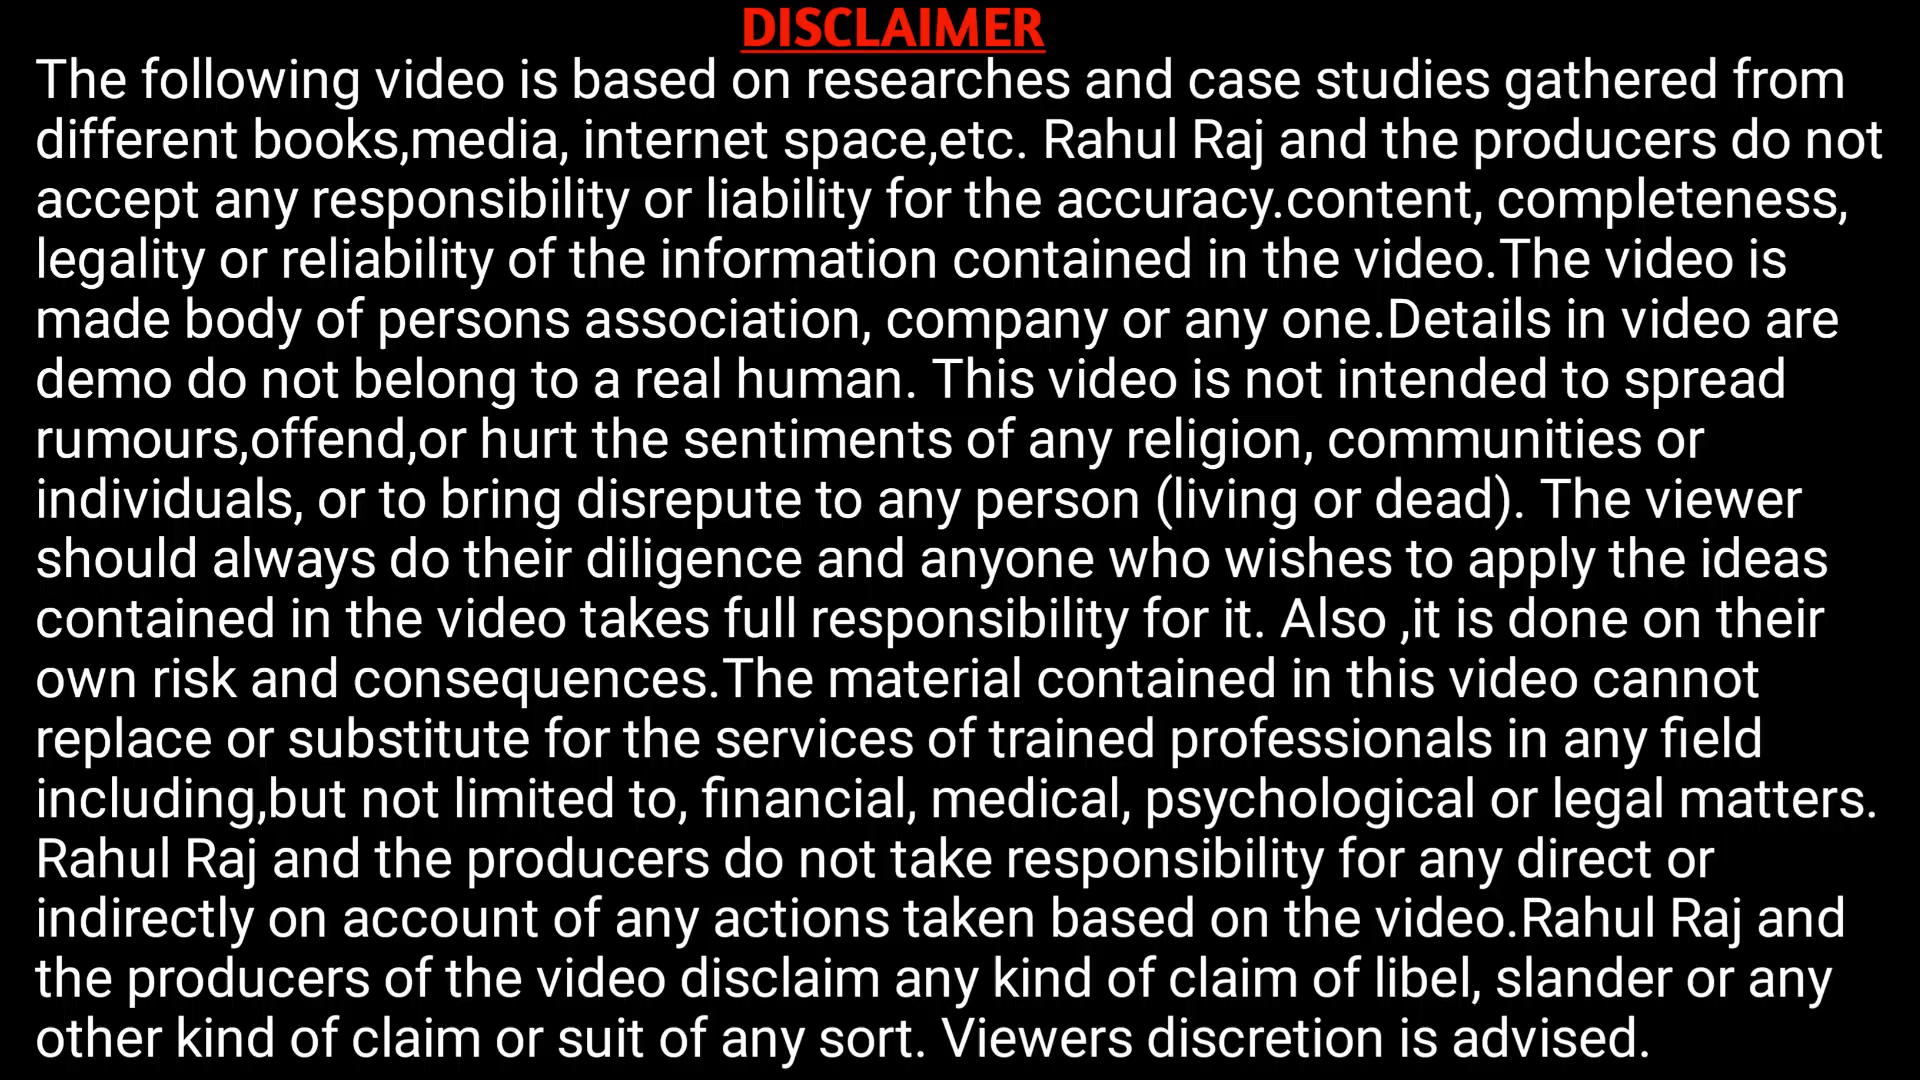 DISCLAIMER
The following video is based on researches and case studies gathered from
different books,media, internet space,etc. Rahul Raj and the producers do not
accept any responsibility or liability for the accuracy.content, completeness,
legality or reliability of the information contained in the video.The video is
made body of persons association, company or any one.Details in video are
demo do not belong to a real human. This video is not intended to spread
rumours,offend,or hurt the sentiments of any religion, communities or
individuals, or to bring disrepute to any person (living or dead). The viewer
should always do their diligence and anyone who wishes to apply the ideas
contained in the video takes full responsibility for it. Also ,it is done on their
own risk and consequences.The material contained in this video cannot
replace or substitute for the services of trained professionals in any field
including,but not limited to, financial, medical, psychological or legal matters.
Rahul Raj and the producers do not take responsibility for any direct or
indirectly on account of any actions taken based on the video.Rahul Raj and
the producers of the video disclaim any kind of claim of libel, slander or any
other kind of claim or suit of any sort. Viewers discretion is advised.